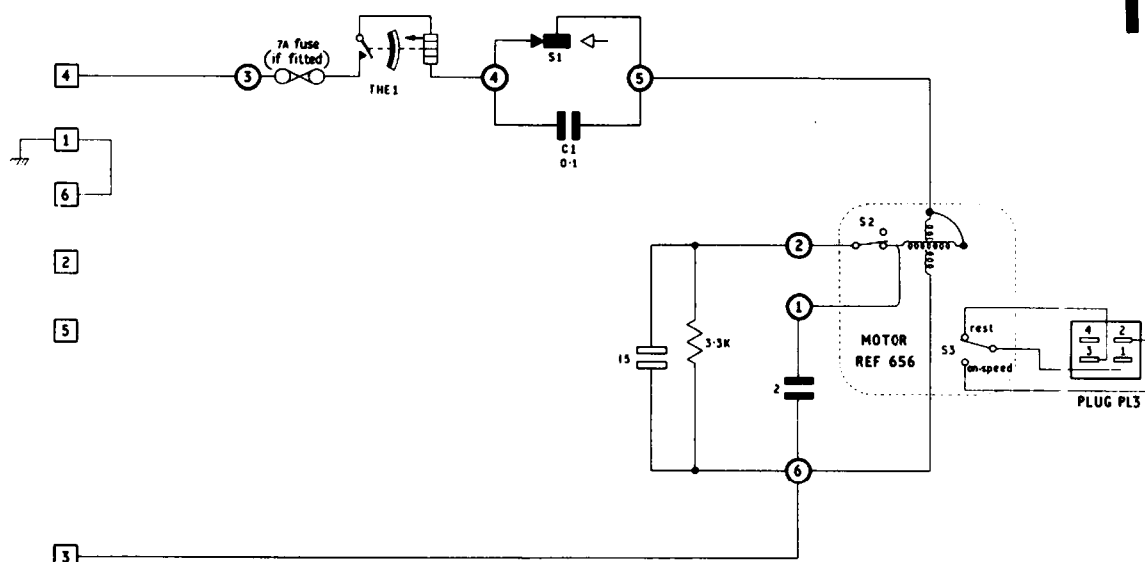 7A fuse
(if fitted)
4
3
THE1
4
S1
5
C1
0·1
1
6
2
5
S2
2
1
15
3·3K
2
MOTOR
REF 656
S3
rest
on-speed
4 2
3 1
PLUG PL3
6
3